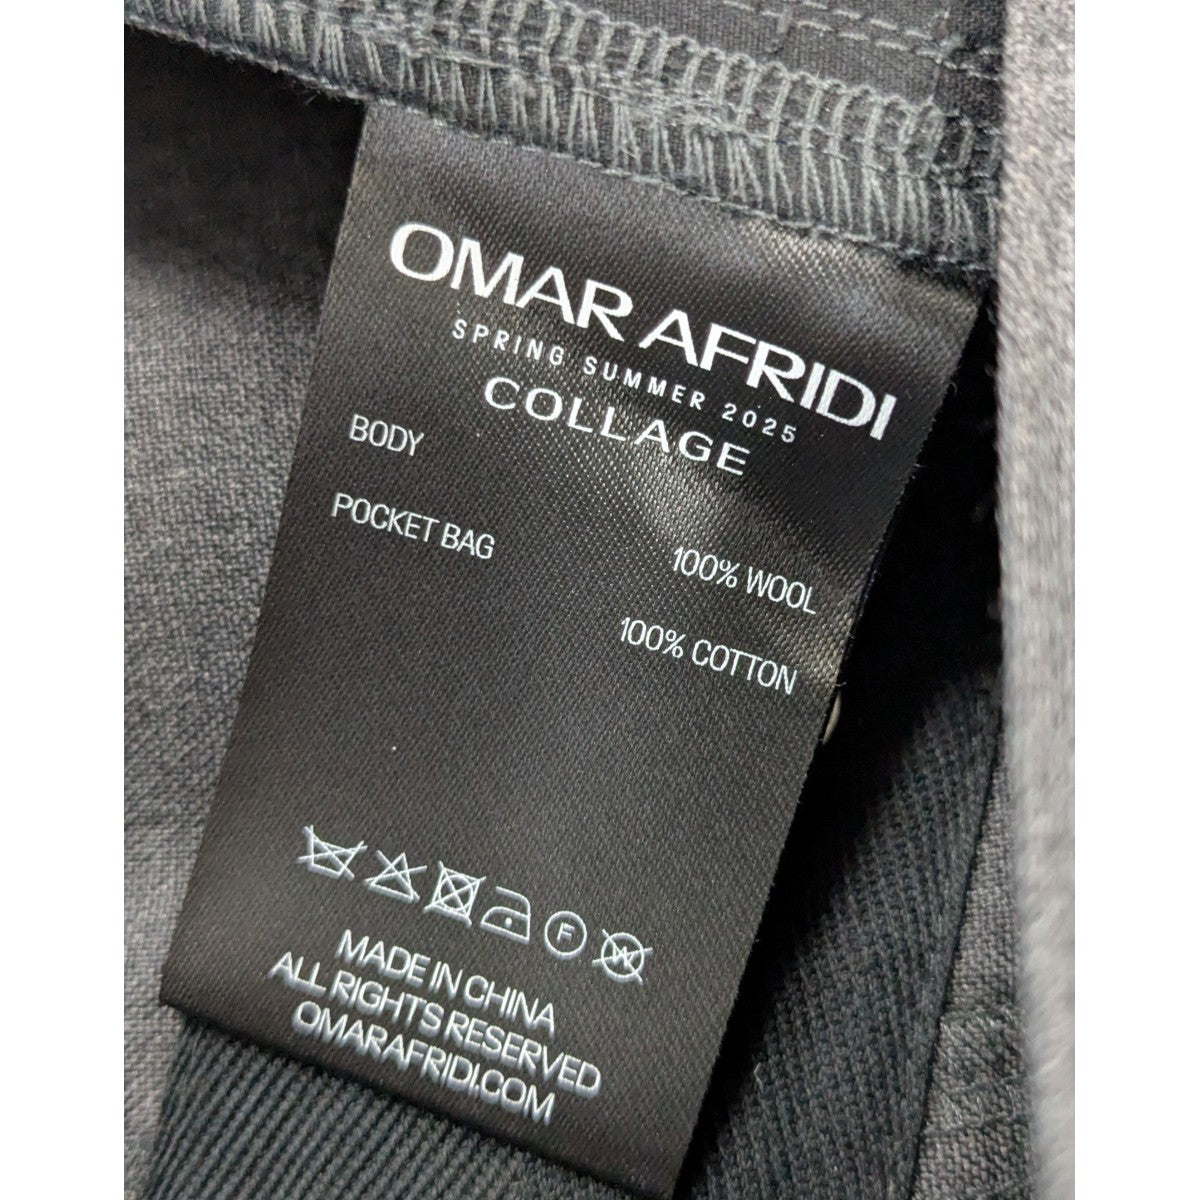 OMAR AFRIDI
SPRING SUMMER 2025
COLLAGE
BODY
100% WOOL
POCKET BAG
100% COTTON
F
W
MADE IN CHINA
ALL RIGHTS RESERVED
OMARAFRIDI.COM